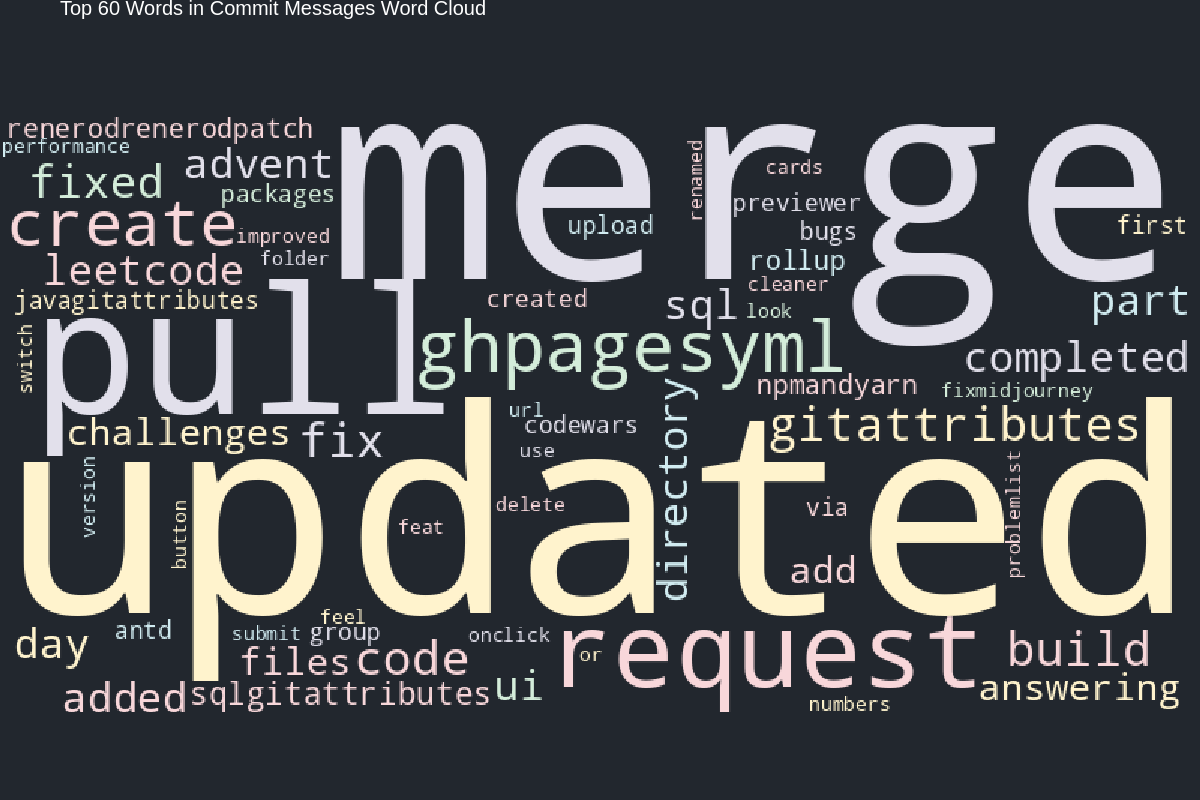 Top 60 Words in Commit Messages Word Cloud
renerodrenerodpatch
performance
merge
advent
fixed
packages
renamed
cards
create
previewer
upload
first
improved
bugs
folder
rollup
leetcode
cleaner
javagitattributes
created
sql
look
part
pull
switch
ghpagesyml
completed
npmandyarn
fixmidjourney
url
codewars
challenges
fix
gitattributes
use
directory
updated
version
button
feat
delete
via
problemlist
add
feel
day
antd
submit
group
onclick
request
or
build
files
code
ui
answering
added
sqlgitattributes
numbers